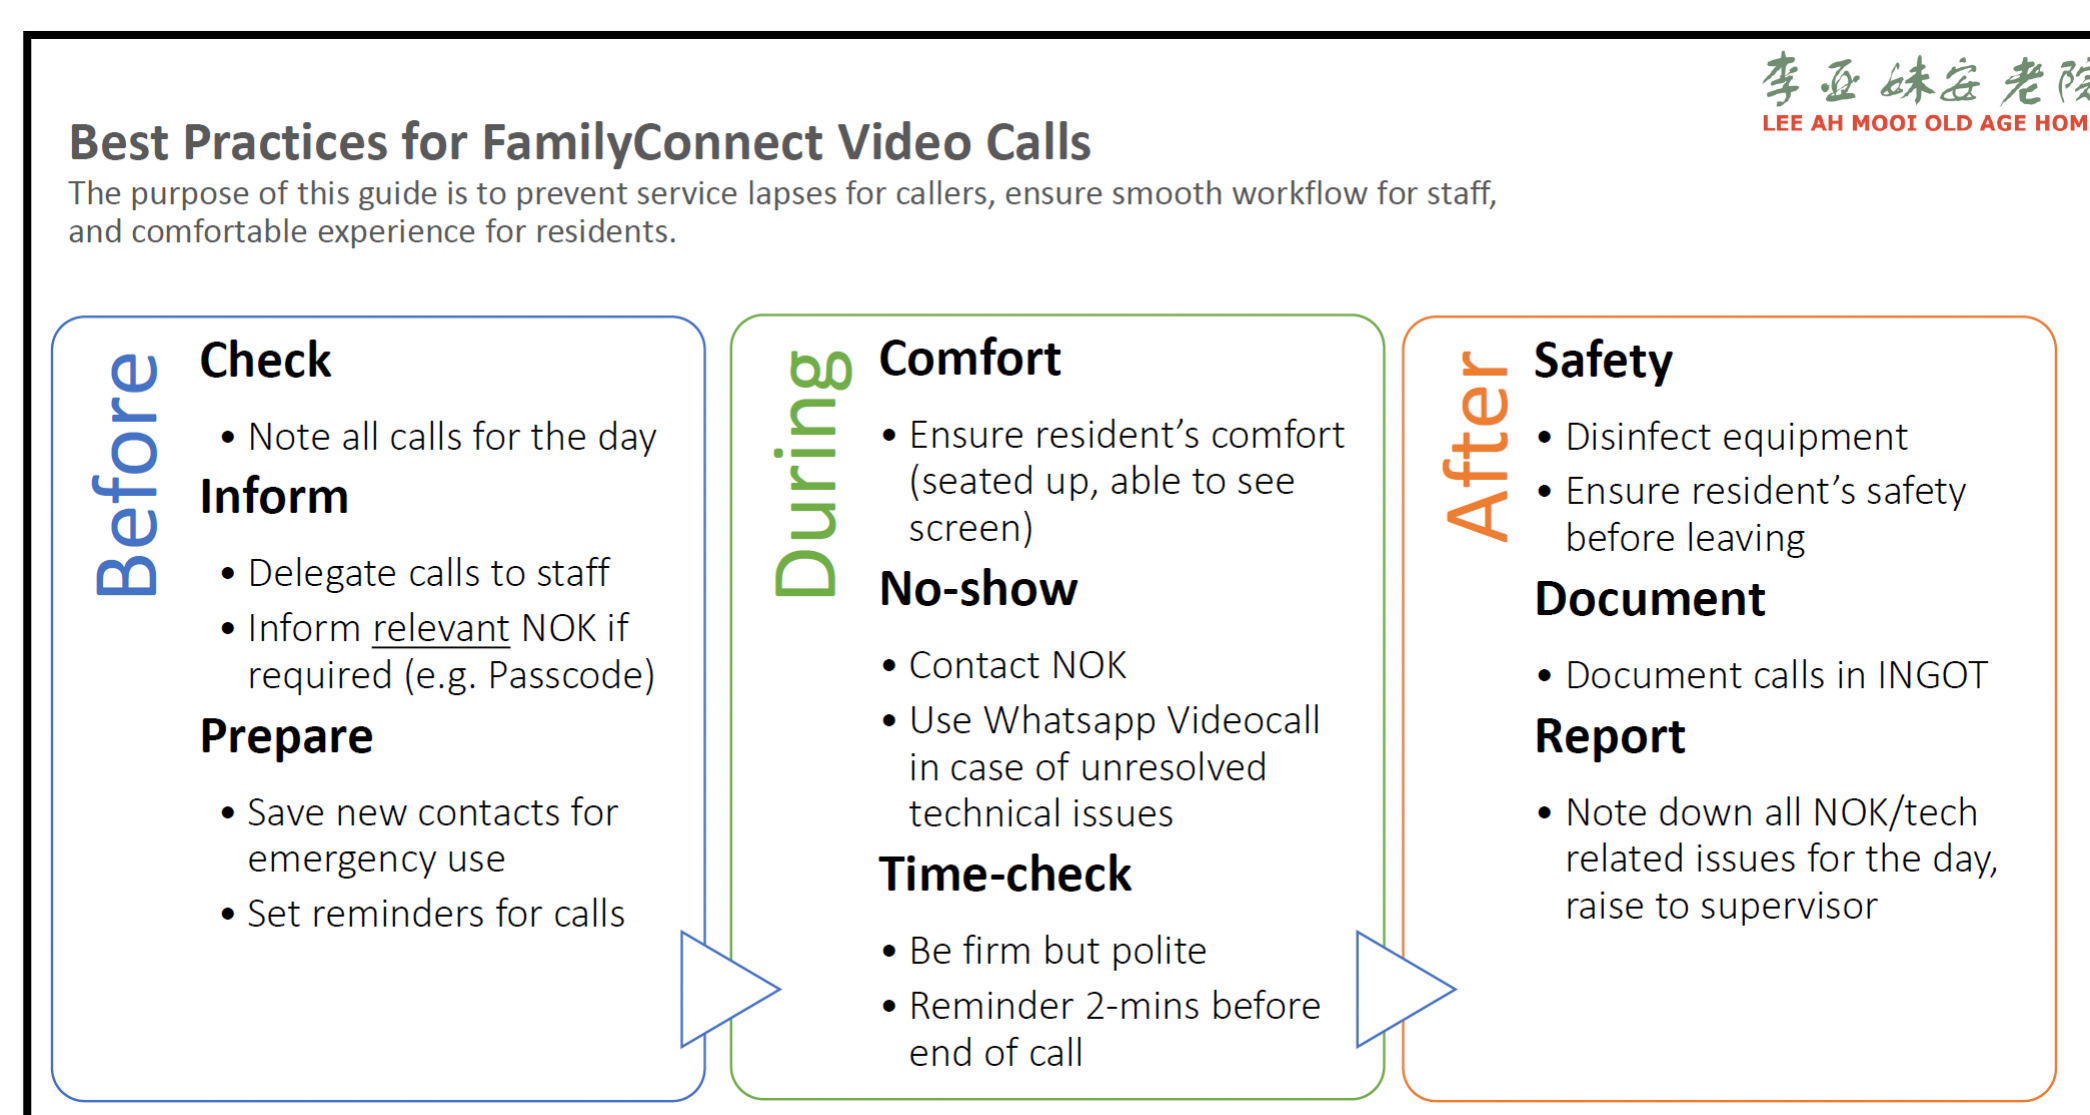 李亚妹安老院
LEE AH MOOI OLD AGE HOM
Best Practices for FamilyConnect Video Calls
The purpose of this guide is to prevent service lapses for callers, ensure smooth workflow for staff,
and comfortable experience for residents.
Before
Check
• Note all calls for the day
Inform
• Delegate calls to staff
• Inform relevant NOK if
required (e.g. Passcode)
Prepare
• Save new contacts for
emergency use
• Set reminders for calls
During
Comfort
• Ensure resident's comfort
(seated up, able to see
screen)
No-show
• Contact NOK
• Use Whatsapp Videocall
in case of unresolved
technical issues
Time-check
• Be firm but polite
• Reminder 2-mins before
end of call
After
Safety
• Disinfect equipment
• Ensure resident's safety
before leaving
Document
• Document calls in INGOT
Report
• Note down all NOK/tech
related issues for the day,
raise to supervisor